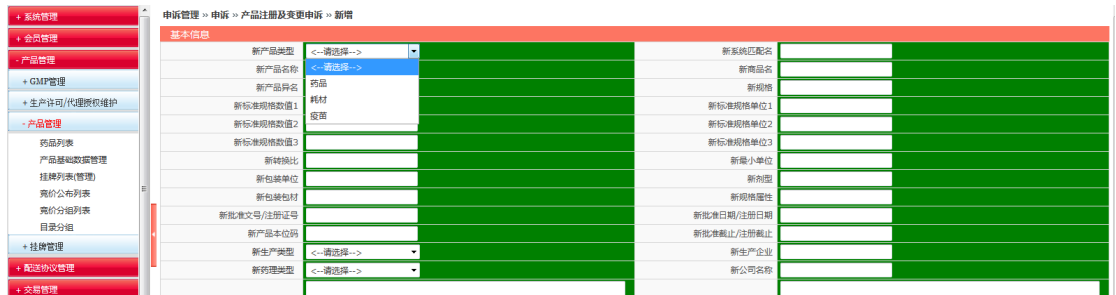 + 系统管理
+ 会员管理
- 产品管理
+ GMP管理
+ 生产许可/代理授权维护
- 产品管理
药品列表
产品基础数据管理
挂牌列表(管理)
竞价公布列表
竞价分组列表
目录分组
+ 挂牌管理
+ 配送协议管理
+ 交易管理
申诉管理 » 申诉 » 产品注册及变更申诉 » 新增
基本信息
新产品类型 <--请选择--> 新系统匹配名
<--请选择-->
药品
耗材
疫苗
新产品名称 新商品名
新产品异名 新规格
新标准规格数值1 新标准规格单位1
新标准规格数值2 新标准规格单位2
新标准规格数值3 新标准规格单位3
新转换比 新最小单位
新包装单位 新剂型
新包装包材 新规格属性
新批准文号/注册证号 新批准日期/注册日期
新产品本位码 新批准截止/注册截止
新生产类型 <--请选择--> 新生产企业
新药理类型 <--请选择--> 新公司名称